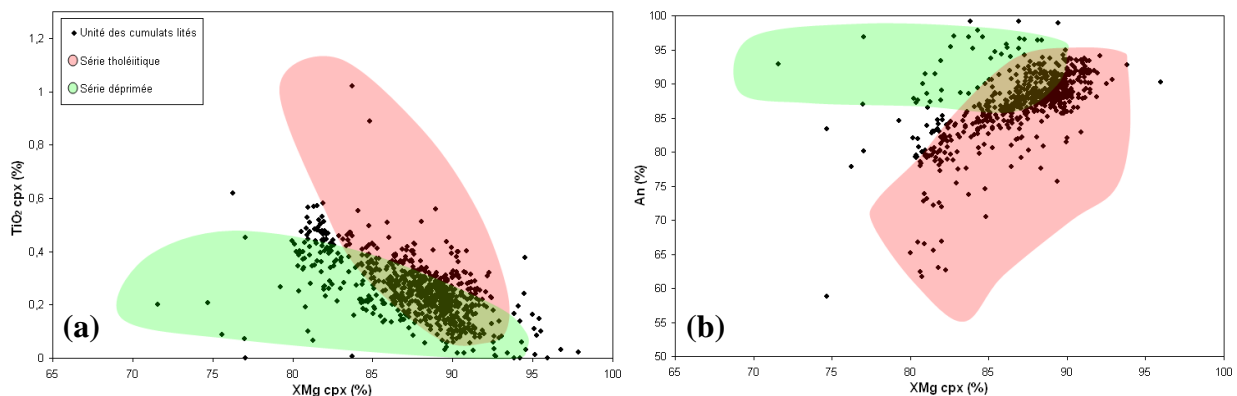 Unité des cumulats lités
Série tholéiitique
Série déprimée
1,2
1
0,8
0,6
0,4
0,2
0
TiO₂ cpx (%)
(a)
65 70 75 80 85 90 95 100
XMg cpx (%)
100
95
90
85
80
75
70
65
60
55
50
An (%)
(b)
65 70 75 80 85 90 95 100
XMg cpx (%)